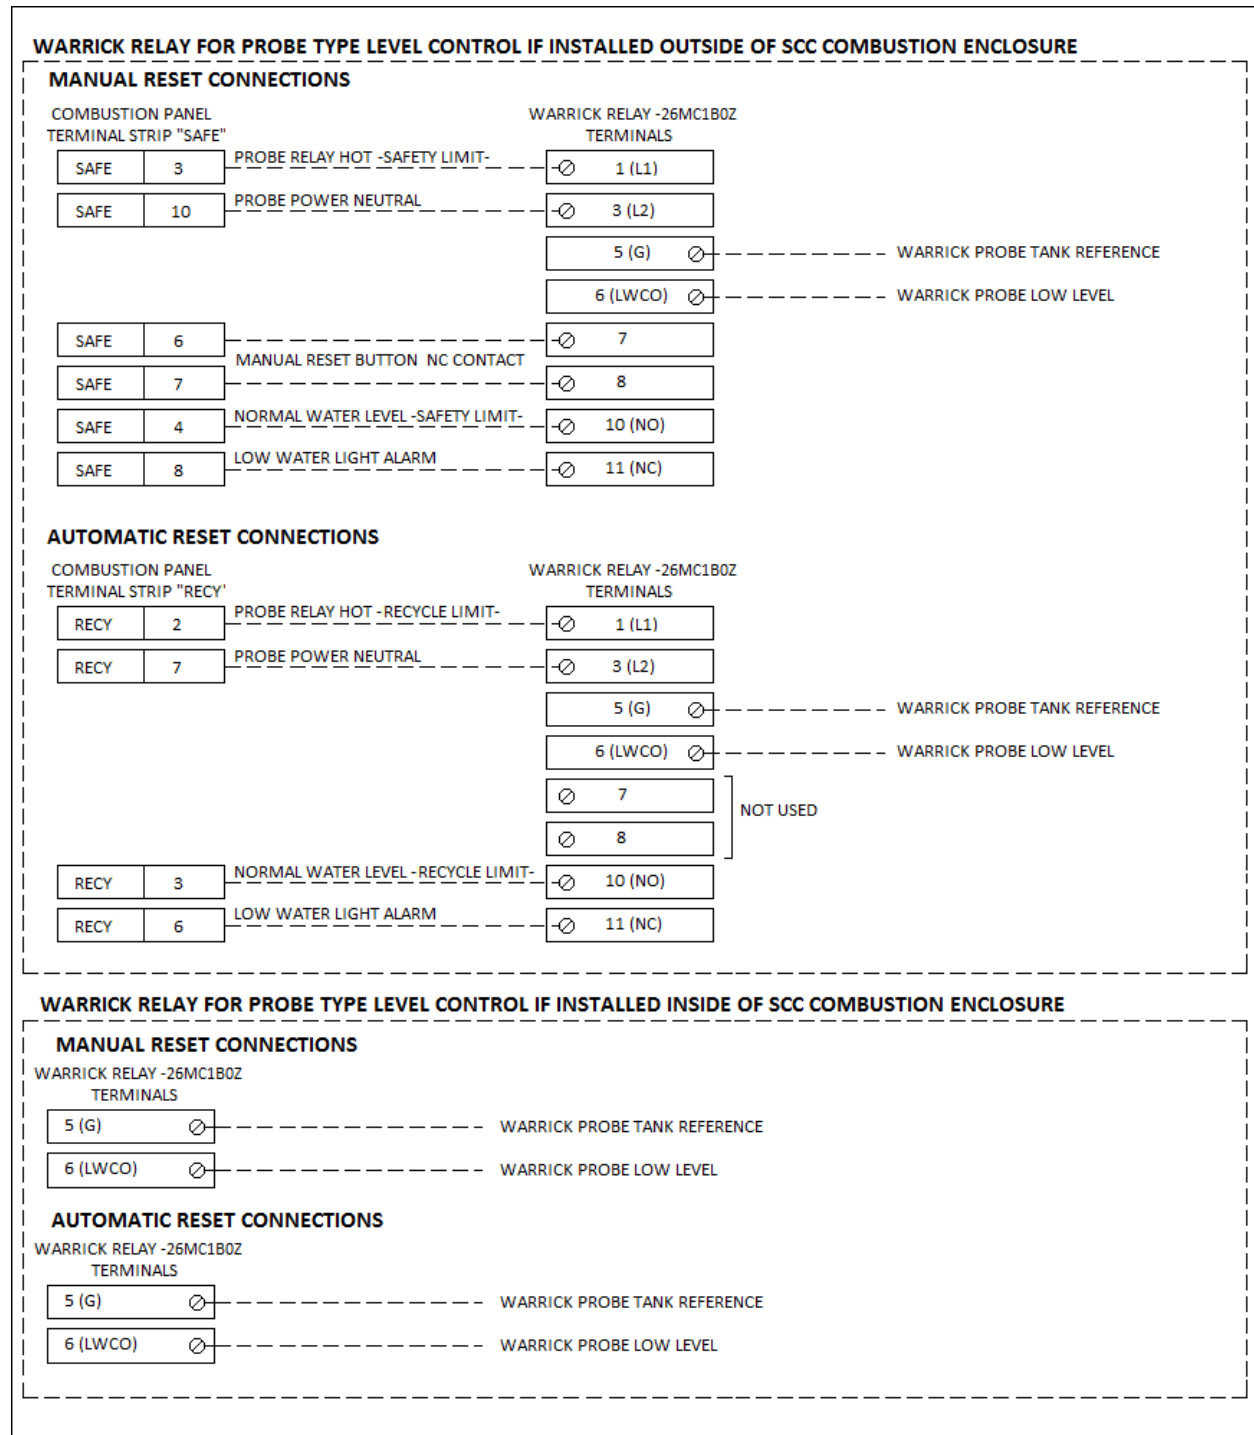 WARRICK RELAY FOR PROBE TYPE LEVEL CONTROL IF INSTALLED OUTSIDE OF SCC COMBUSTION ENCLOSURE
MANUAL RESET CONNECTIONS
COMBUSTION PANEL
TERMINAL STRIP "SAFE"
WARRICK RELAY -26MC1B0Z
TERMINALS
SAFE 3 PROBE RELAY HOT -SAFETY LIMIT- 1 (L1)
SAFE 10 PROBE POWER NEUTRAL 3 (L2)
5 (G) WARRICK PROBE TANK REFERENCE
6 (LWCO) WARRICK PROBE LOW LEVEL
SAFE 6 7
MANUAL RESET BUTTON NC CONTACT
SAFE 7 8
SAFE 4 NORMAL WATER LEVEL -SAFETY LIMIT- 10 (NO)
SAFE 8 LOW WATER LIGHT ALARM 11 (NC)
AUTOMATIC RESET CONNECTIONS
COMBUSTION PANEL
TERMINAL STRIP "RECY'
WARRICK RELAY -26MC1B0Z
TERMINALS
RECY 2 PROBE RELAY HOT -RECYCLE LIMIT- 1 (L1)
RECY 7 PROBE POWER NEUTRAL 3 (L2)
5 (G) WARRICK PROBE TANK REFERENCE
6 (LWCO) WARRICK PROBE LOW LEVEL
7
NOT USED
8
RECY 3 NORMAL WATER LEVEL -RECYCLE LIMIT- 10 (NO)
RECY 6 LOW WATER LIGHT ALARM 11 (NC)
WARRICK RELAY FOR PROBE TYPE LEVEL CONTROL IF INSTALLED INSIDE OF SCC COMBUSTION ENCLOSURE
MANUAL RESET CONNECTIONS
WARRICK RELAY -26MC1B0Z
TERMINALS
5 (G) WARRICK PROBE TANK REFERENCE
6 (LWCO) WARRICK PROBE LOW LEVEL
AUTOMATIC RESET CONNECTIONS
WARRICK RELAY -26MC1B0Z
TERMINALS
5 (G) WARRICK PROBE TANK REFERENCE
6 (LWCO) WARRICK PROBE LOW LEVEL